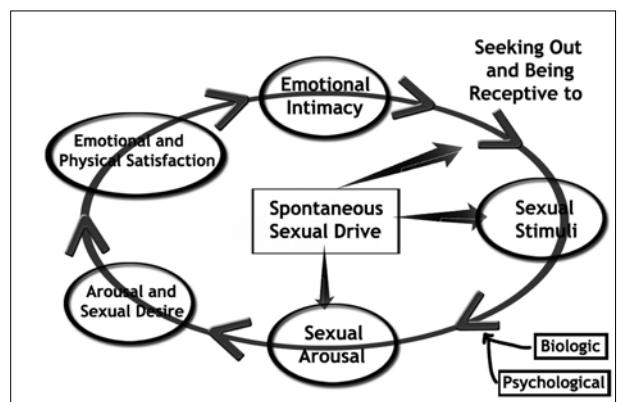 Emotional
Intimacy
Seeking Out
and Being
Receptive to
Emotional and
Physical Satisfaction
Spontaneous
Sexual Drive
Sexual
Stimuli
Arousal and
Sexual Desire
Sexual
Arousal
Biologic
Psychological